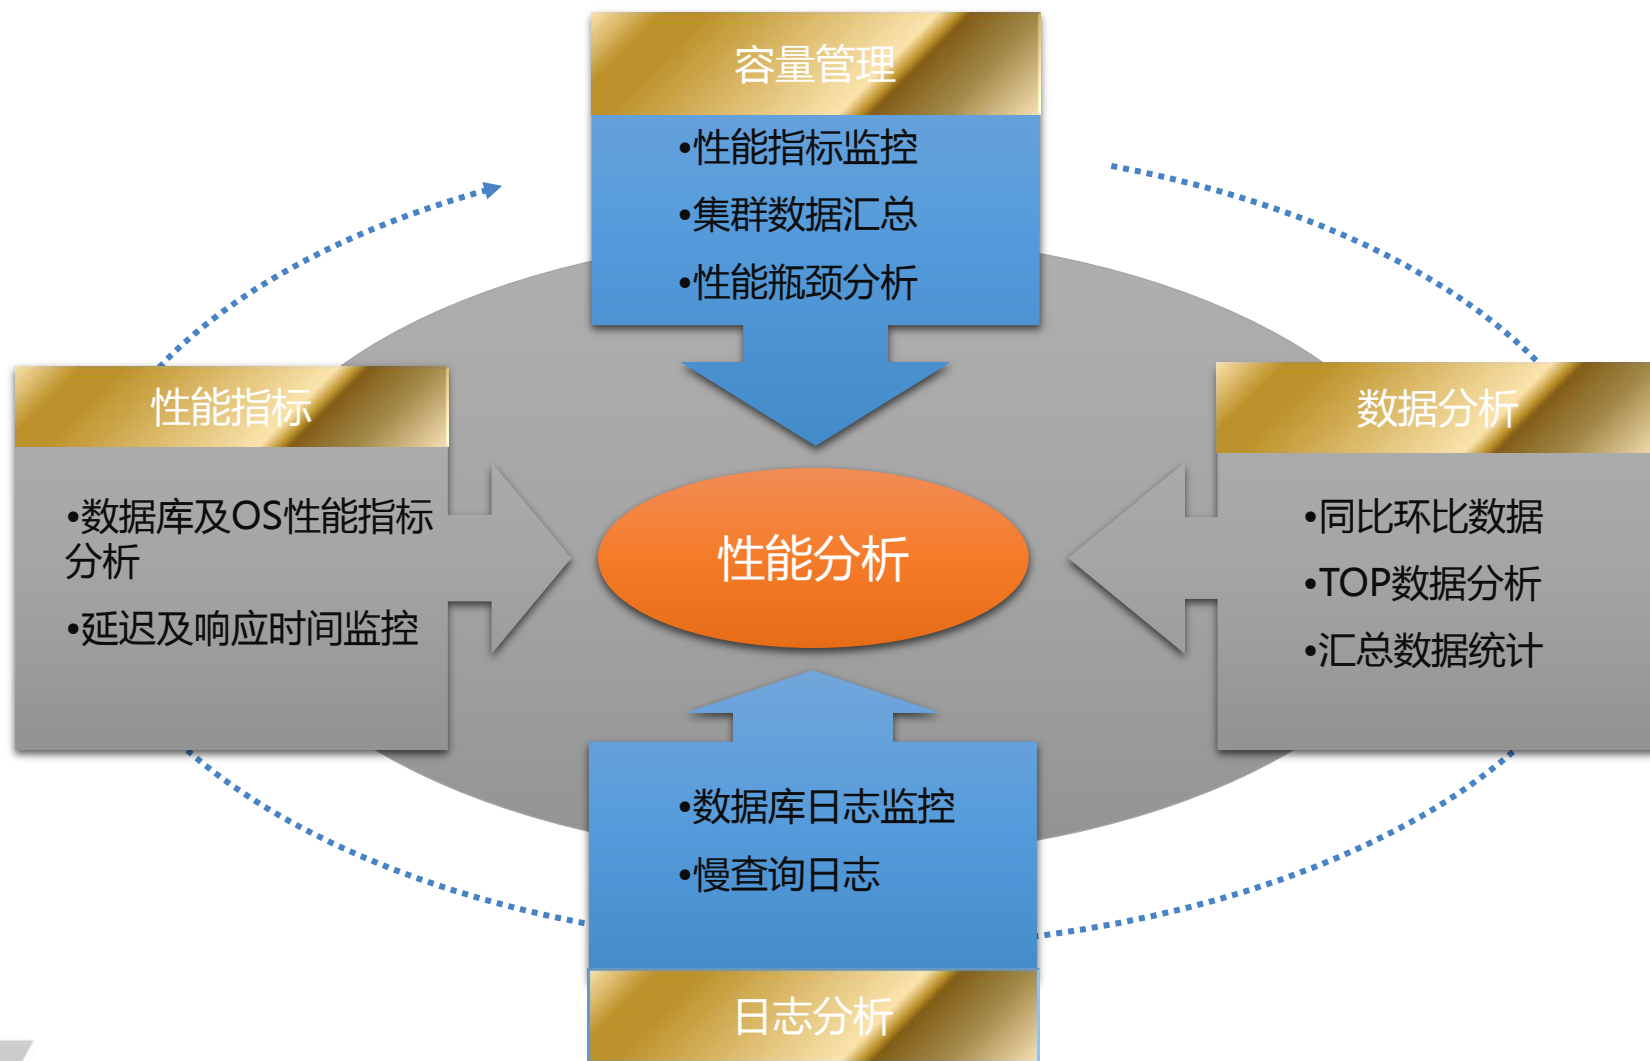 容量管理
•性能指标监控
•集群数据汇总
•性能瓶颈分析
性能指标
•数据库及OS性能指标
分析
•延迟及响应时间监控
性能分析
数据分析
•同比环比数据
•TOP数据分析
•汇总数据统计
•数据库日志监控
•慢查询日志
日志分析